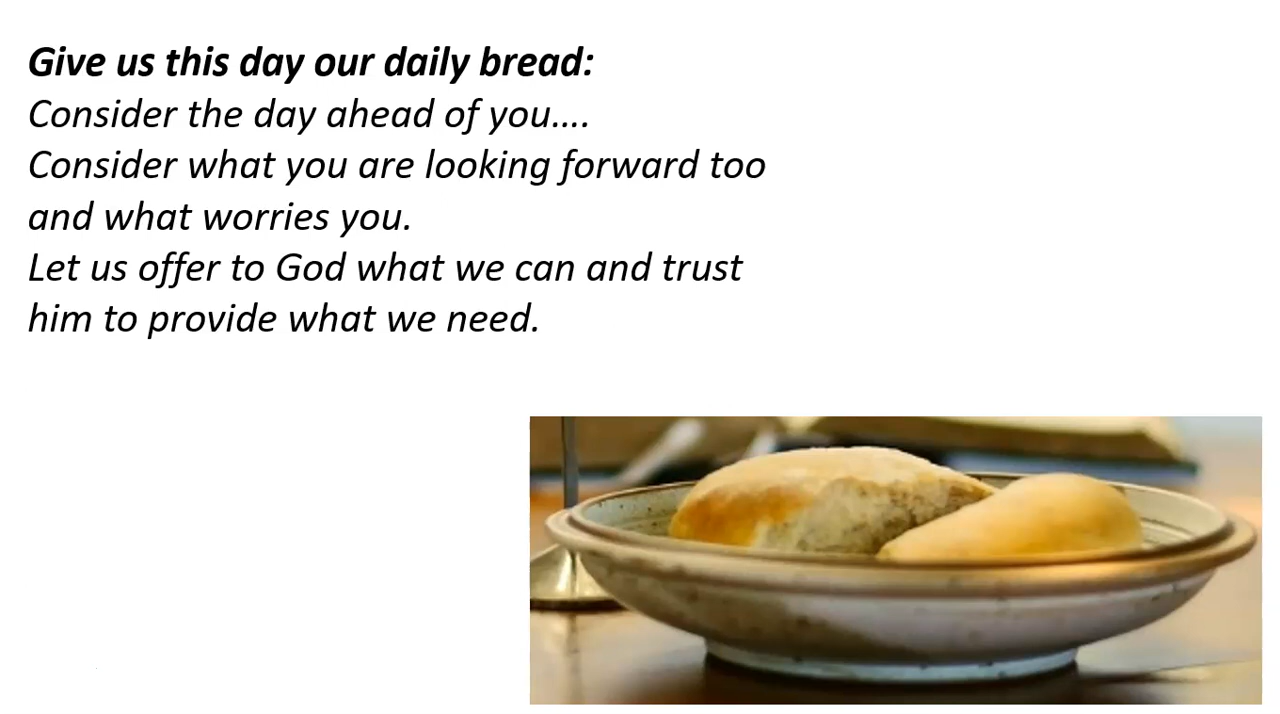 Give us this day our daily bread:
Consider the day ahead of you....
Consider what you are looking forward too
and what worries you.
Let us offer to God what we can and trust
him to provide what we need.